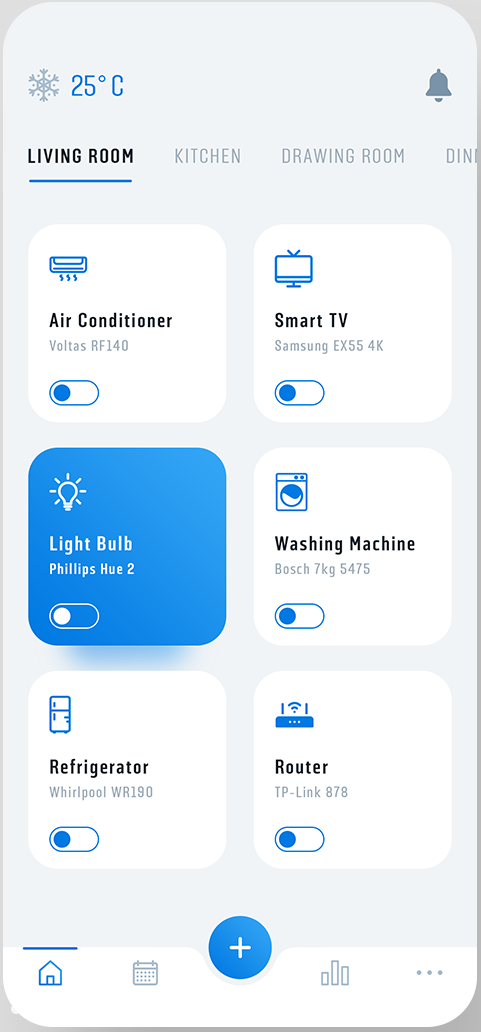 25° C
LIVING ROOM KITCHEN DRAWING ROOM
Air Conditioner
Voltas RF140
Smart TV
Samsung EX55 4K
Light Bulb
Phillips Hue 2
Washing Machine
Bosch 7kg 5475
Refrigerator
Whirlpool WR190
Router
TP-Link 878